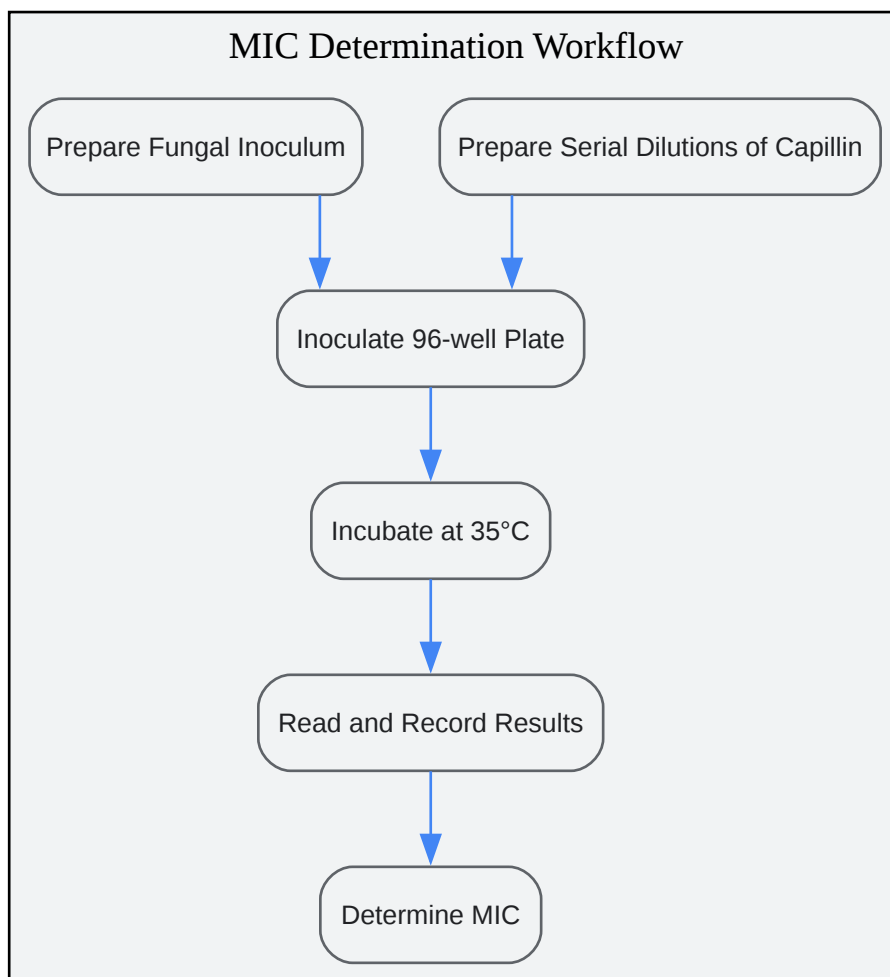 MIC Determination Workflow
Prepare Fungal Inoculum
Prepare Serial Dilutions of Capillin
Inoculate 96-well Plate
Incubate at 35°C
Read and Record Results
Determine MIC